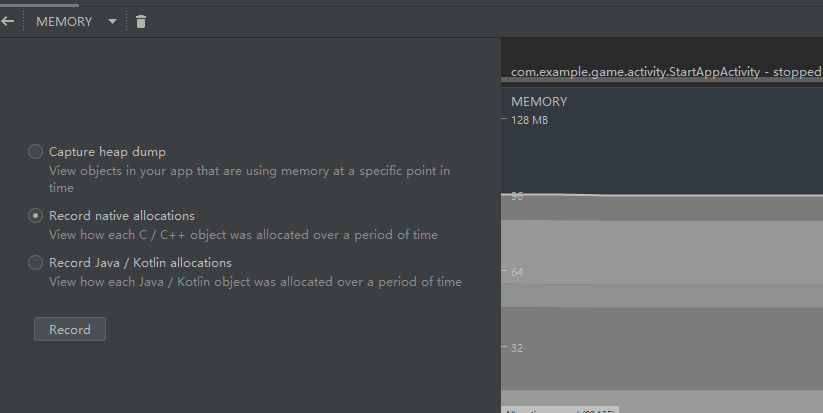 MEMORY
com.example.game.activity.StartAppActivity - stopped
MEMORY
128 MB
Capture heap dump
View objects in your app that are using memory at a specific point in
time
96
Record native allocations
View how each C / C++ object was allocated over a period of time
Record Java / Kotlin allocations
64
View how each Java / Kotlin object was allocated over a period of time
Record
32